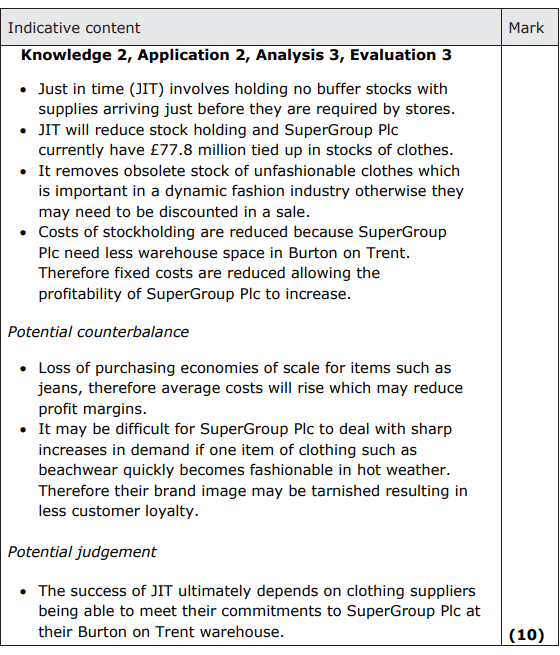 Indicative content
Mark
Knowledge 2, Application 2, Analysis 3, Evaluation 3
• Just in time (JIT) involves holding no buffer stocks with
supplies arriving just before they are required by stores.
• JIT will reduce stock holding and SuperGroup Plc
currently have £77.8 million tied up in stocks of clothes.
• It removes obsolete stock of unfashionable clothes which
is important in a dynamic fashion industry otherwise they
may need to be discounted in a sale.
• Costs of stockholding are reduced because SuperGroup
Plc need less warehouse space in Burton on Trent.
Therefore fixed costs are reduced allowing the
profitability of SuperGroup Plc to increase.
Potential counterbalance
• Loss of purchasing economies of scale for items such as
jeans, therefore average costs will rise which may reduce
profit margins.
• It may be difficult for SuperGroup Plc to deal with sharp
increases in demand if one item of clothing such as
beachwear quickly becomes fashionable in hot weather.
Therefore their brand image may be tarnished resulting in
less customer loyalty.
Potential judgement
• The success of JIT ultimately depends on clothing suppliers
being able to meet their commitments to SuperGroup Plc at
their Burton on Trent warehouse.
(10)